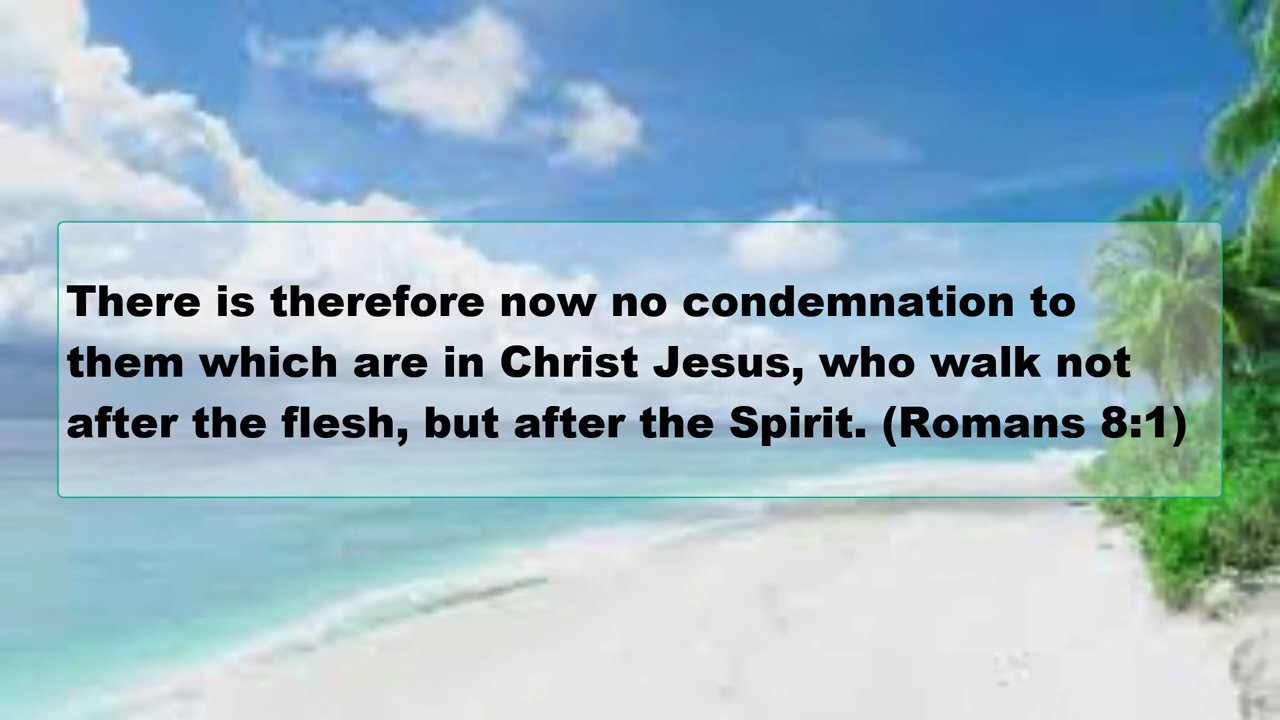 There is therefore now no condemnation to
them which are in Christ Jesus, who walk not
after the flesh, but after the Spirit. (Romans 8:1)